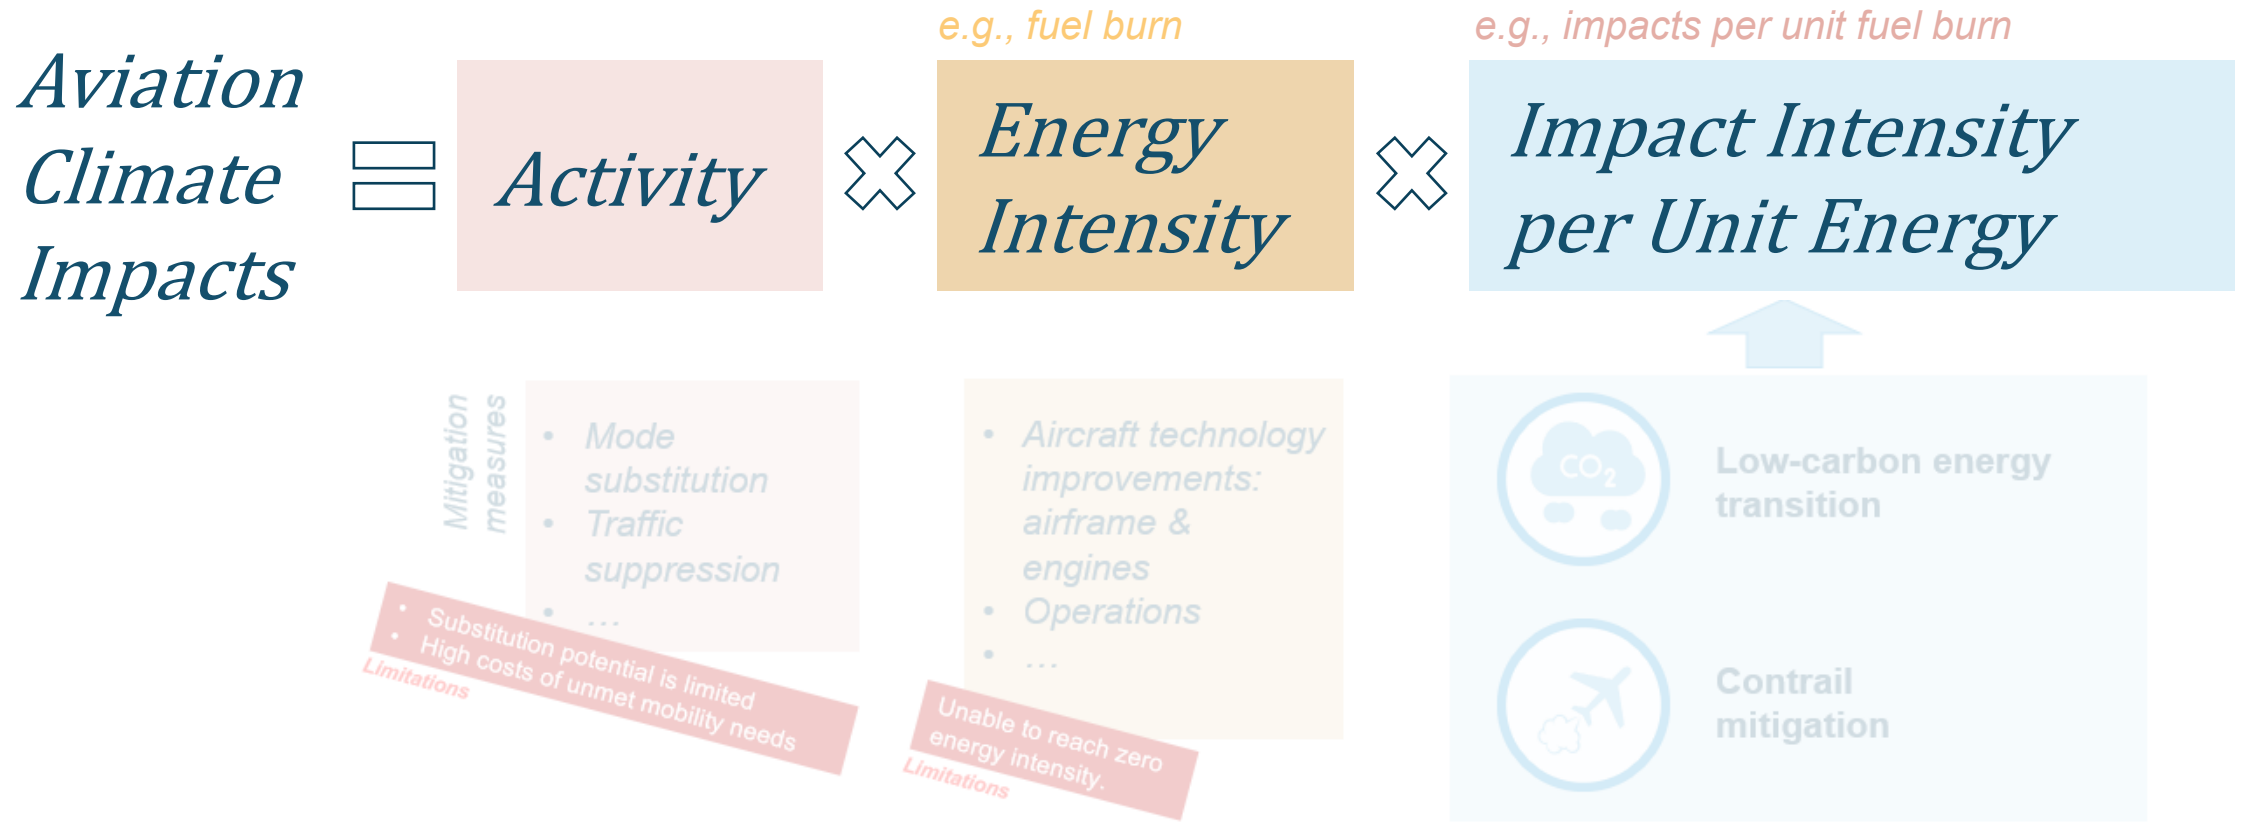 Aviation
Climate
Impacts
Activity
e.g., fuel burn
Energy
Intensity
e.g., impacts per unit fuel burn
Impact Intensity
per Unit Energy
Mitigation
measures
• Mode
substitution
• Traffic
suppression
• ...
• Substitution potential is limited
• High costs of unmet mobility needs
Limitations
• Aircraft technology
improvements:
airframe &
engines
• Operations
• ...
Unable to reach zero
energy intensity.
Limitations
CO2
Low-carbon energy
transition
Contrail
mitigation